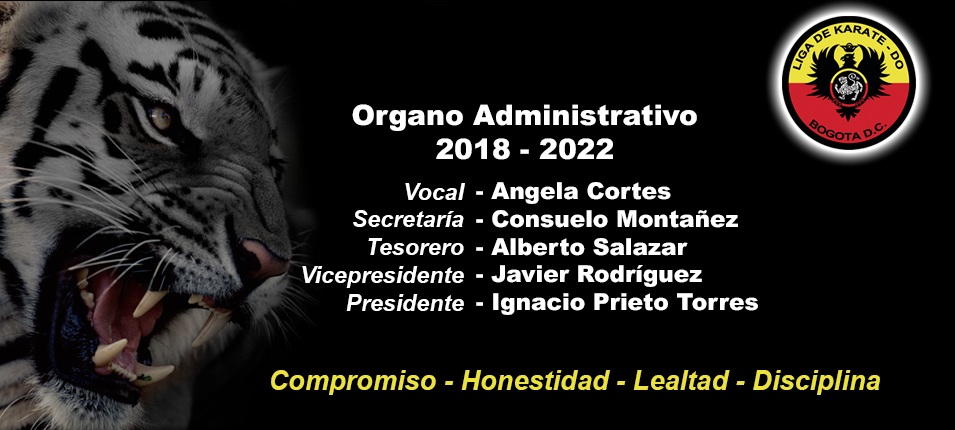 LIGA DE KARATE - DO
BOGOTA D.C.
Organo Administrativo
2018 - 2022
Vocal - Angela Cortes
Secretaría - Consuelo Montañez
Tesorero - Alberto Salazar
Vicepresidente - Javier Rodríguez
Presidente - Ignacio Prieto Torres
Compromiso - Honestidad - Lealtad - Disciplina